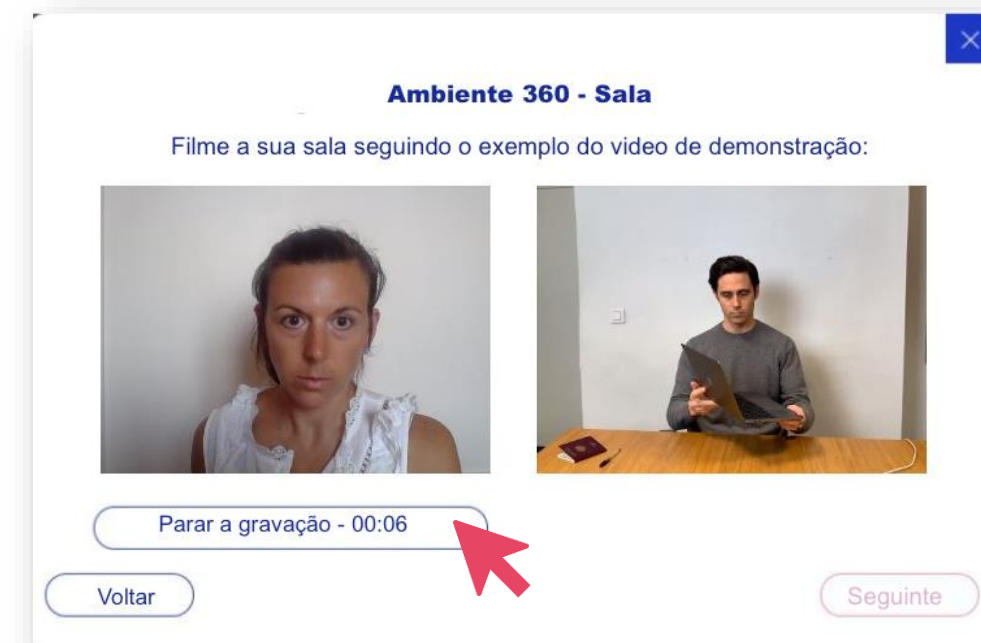 Ambiente 360 - Sala
Filme a sua sala seguindo o exemplo do video de demonstração:
Parar a gravação - 00:06
Voltar
Seguinte